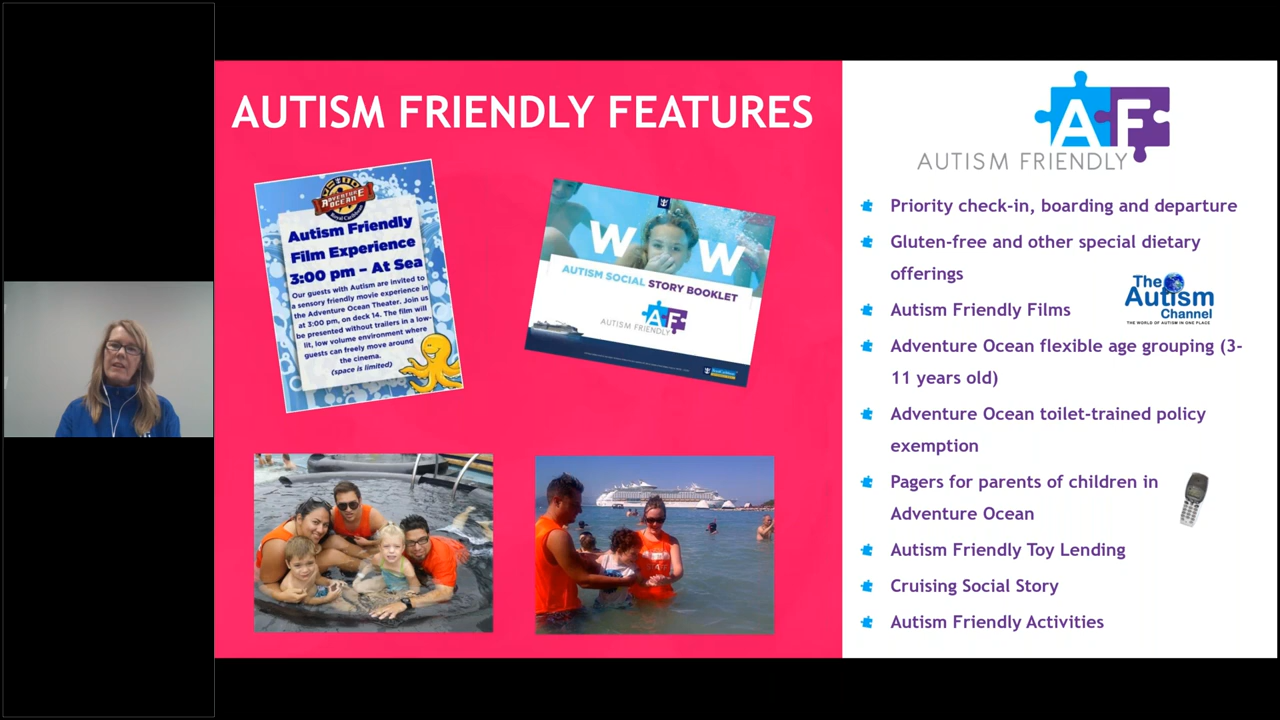 AUTISM FRIENDLY FEATURES
ADVENTURE
OCEAN
Royal Caribbean
Autism Friendly
Film Experience
3:00 pm – At Sea
Our guests with Autism are invited to
a sensory friendly movie experience in
the Adventure Ocean Theater. Join us
at 3:00 pm, on deck 14. The film will
be presented without trailers in a low-
lit, low volume environment where
guests can freely move around
the cinema.
(space is limited)
W W
AUTISM SOCIAL STORY BOOKLET
AF
AUTISM FRIENDLY
STAFF
AF
AUTISM FRIENDLY
Priority check-in, boarding and departure
Gluten-free and other special dietary
offerings
Autism Friendly Films
The
Autism
Channel
THE WORLD OF AUTISM IN ONE PLACE
Adventure Ocean flexible age grouping (3-
11 years old)
Adventure Ocean toilet-trained policy
exemption
Pagers for parents of children in
Adventure Ocean
Autism Friendly Toy Lending
Cruising Social Story
Autism Friendly Activities